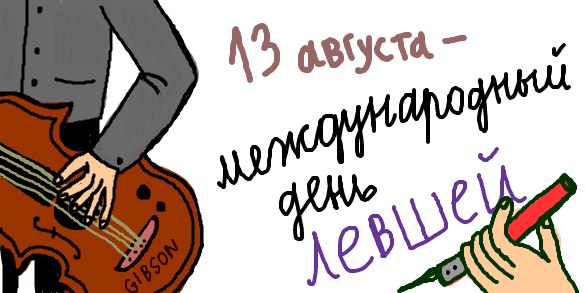 13 августа –
международный
день
ЛЕВШЕЙ
GIBSON